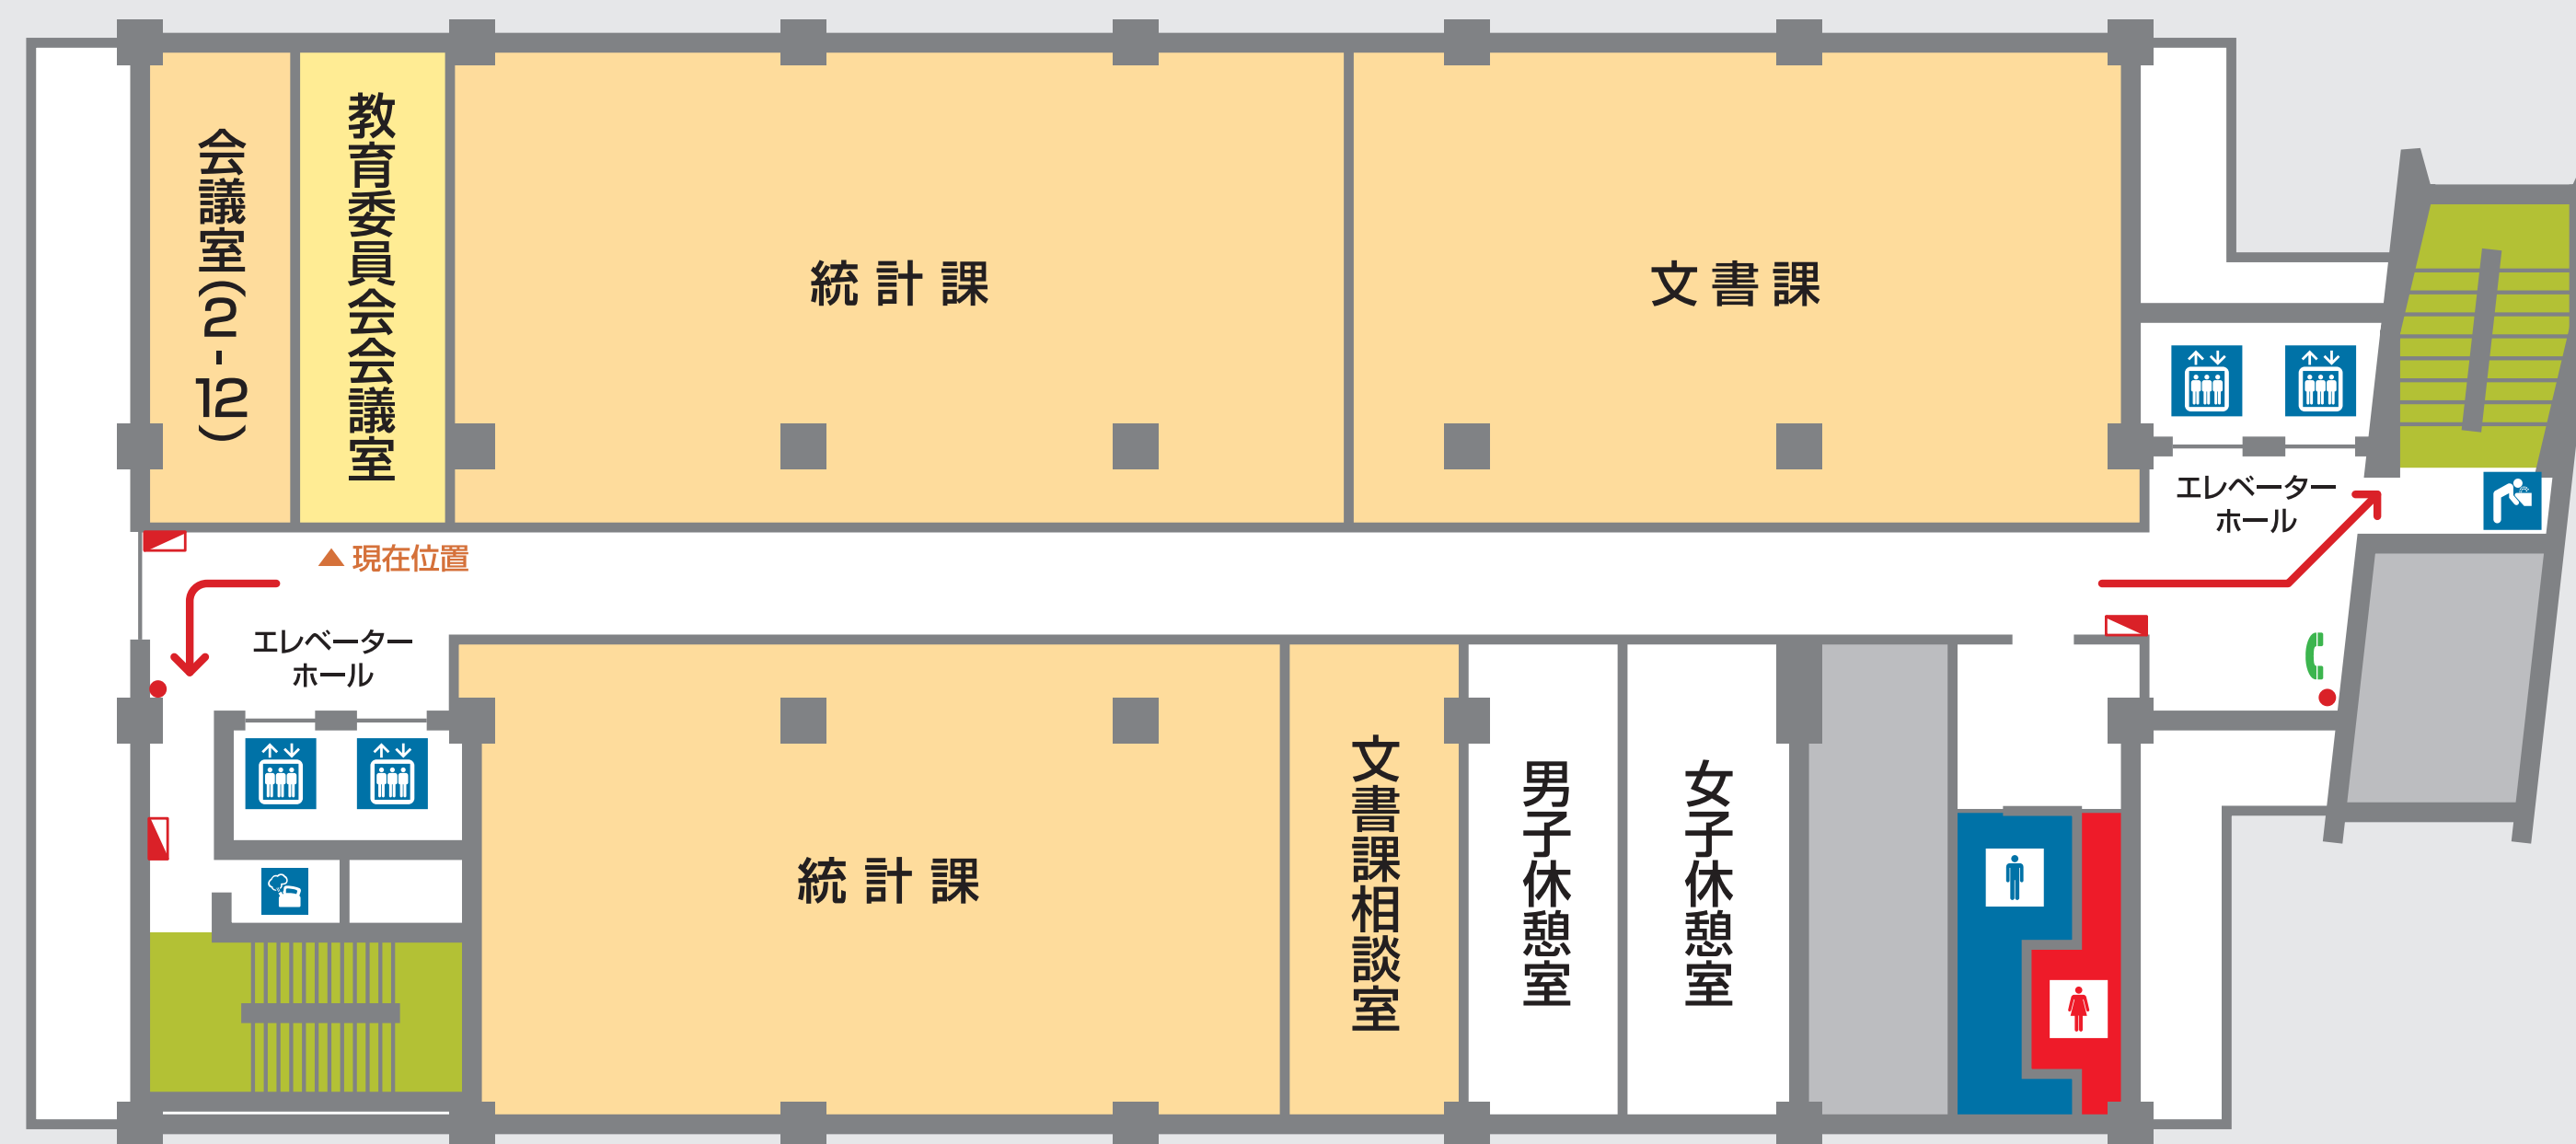 会議室(2-12)
教育委員会会議室
統計課
文書課
エレベーター
ホール
現在位置
エレベーター
ホール
統計課
文書課相談室
男子休憩室
女子休憩室